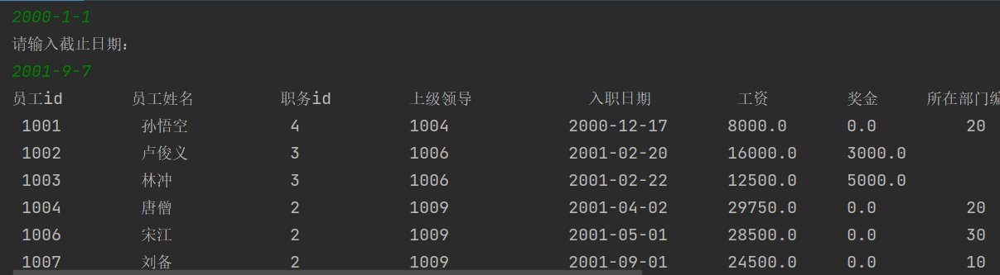 2000-1-1
请输入截止日期：
2001-9-7
员工id 员工姓名 职务id 上级领导 入职日期 工资 奖金 所在部门编
1001 孙悟空 4 1004 2000-12-17 8000.0 0.0 20
1002 卢俊义 3 1006 2001-02-20 16000.0 3000.0
1003 林冲 3 1006 2001-02-22 12500.0 5000.0
1004 唐僧 2 1009 2001-04-02 29750.0 0.0 20
1006 宋江 2 1009 2001-05-01 28500.0 0.0 30
1007 刘备 2 1009 2001-09-01 24500.0 0.0 10